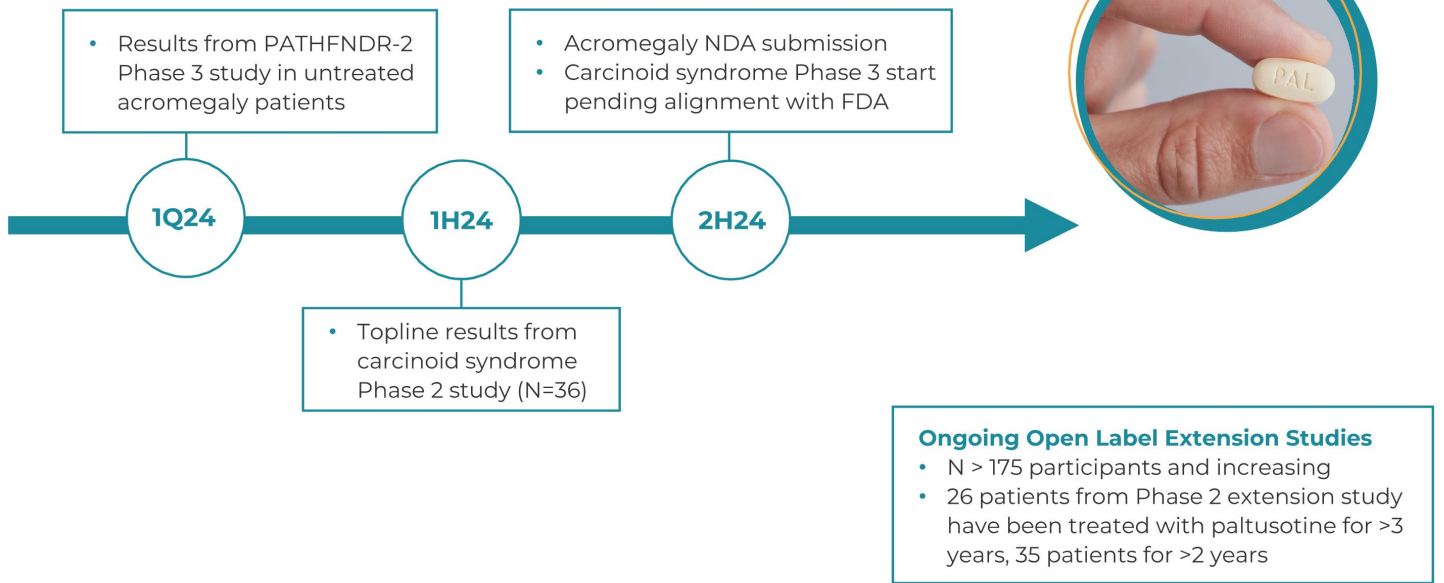 • Results from PATHFNDR-2
Phase 3 study in untreated
acromegaly patients
• Acromegaly NDA submission
• Carcinoid syndrome Phase 3 start
pending alignment with FDA
PAL
1Q24
1H24
2H24
• Topline results from
carcinoid syndrome
Phase 2 study (N=36)
Ongoing Open Label Extension Studies
• N > 175 participants and increasing
• 26 patients from Phase 2 extension study
have been treated with paltusotine for >3
years, 35 patients for >2 years